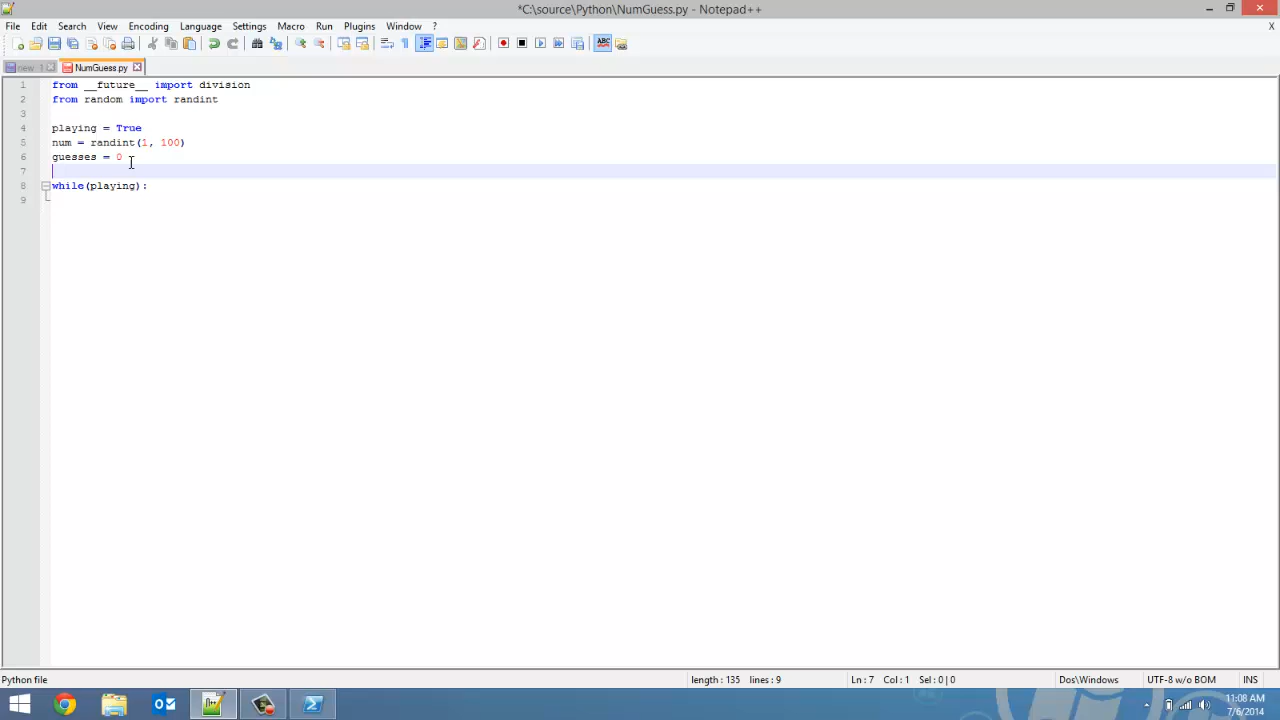 *C:\source\Python\NumGuess.py - Notepad++
File Edit Search View Encoding Language Settings Macro Run Plugins Window ? X
new 1 NumGuess.py
1 from __future__ import division
2 from random import randint
3
4 playing = True
5 num = randint(1, 100)
6 guesses = 0
7
8 while(playing):
9
Python file length : 135 lines : 9 Ln : 7 Col : 1 Sel : 0 | 0 Dos\Windows UTF-8 w/o BOM INS
11:08 AM
7/6/2014